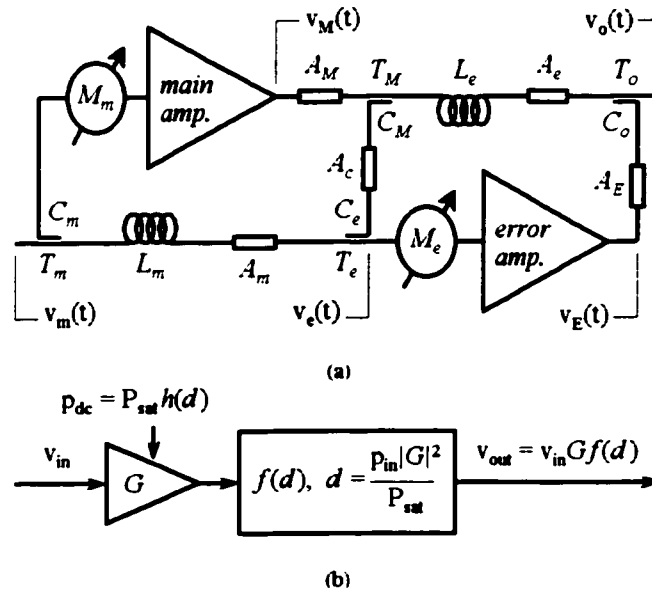 v_M(t) v_o(t)
A_M T_M L_e A_e T_o
M_m main amp. C_M C_o
A_c A_E
C_m C_e M_e error amp.
T_m L_m A_m T_e
v_m(t) v_e(t) v_E(t)
(a)
p_dc = P_sat h(d)
v_in G f(d), d = p_in|G|² / P_sat v_out = v_in G f(d)
(b)